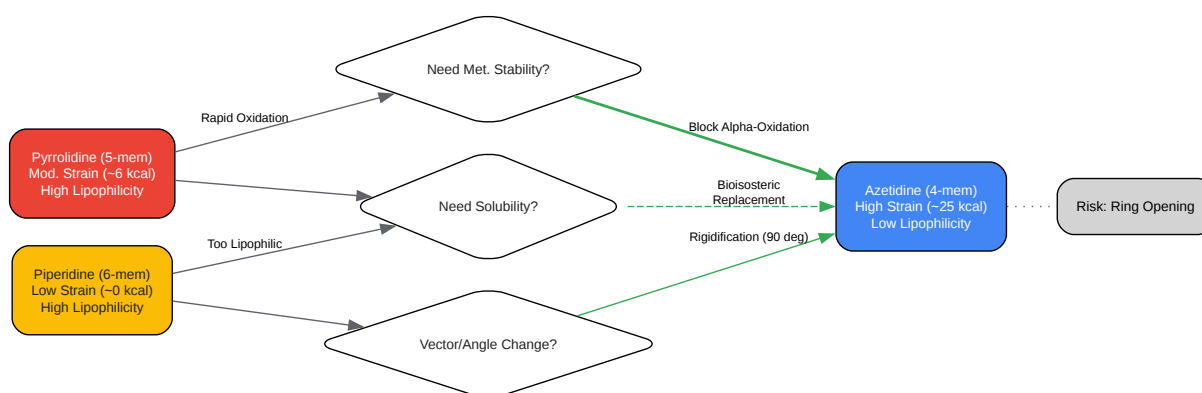 Need Met. Stability?
Rapid Oxidation
Block Alpha-Oxidation
Pyrrolidine (5-mem)
Mod. Strain (~6 kcal)
High Lipophilicity
Need Solubility?
Bioisosteric
Replacement
Azetidine (4-mem)
High Strain (~25 kcal)
Low Lipophilicity
Risk: Ring Opening
Too Lipophilic
Rigidification (90 deg)
Piperidine (6-mem)
Low Strain (~0 kcal)
High Lipophilicity
Vector/Angle Change?